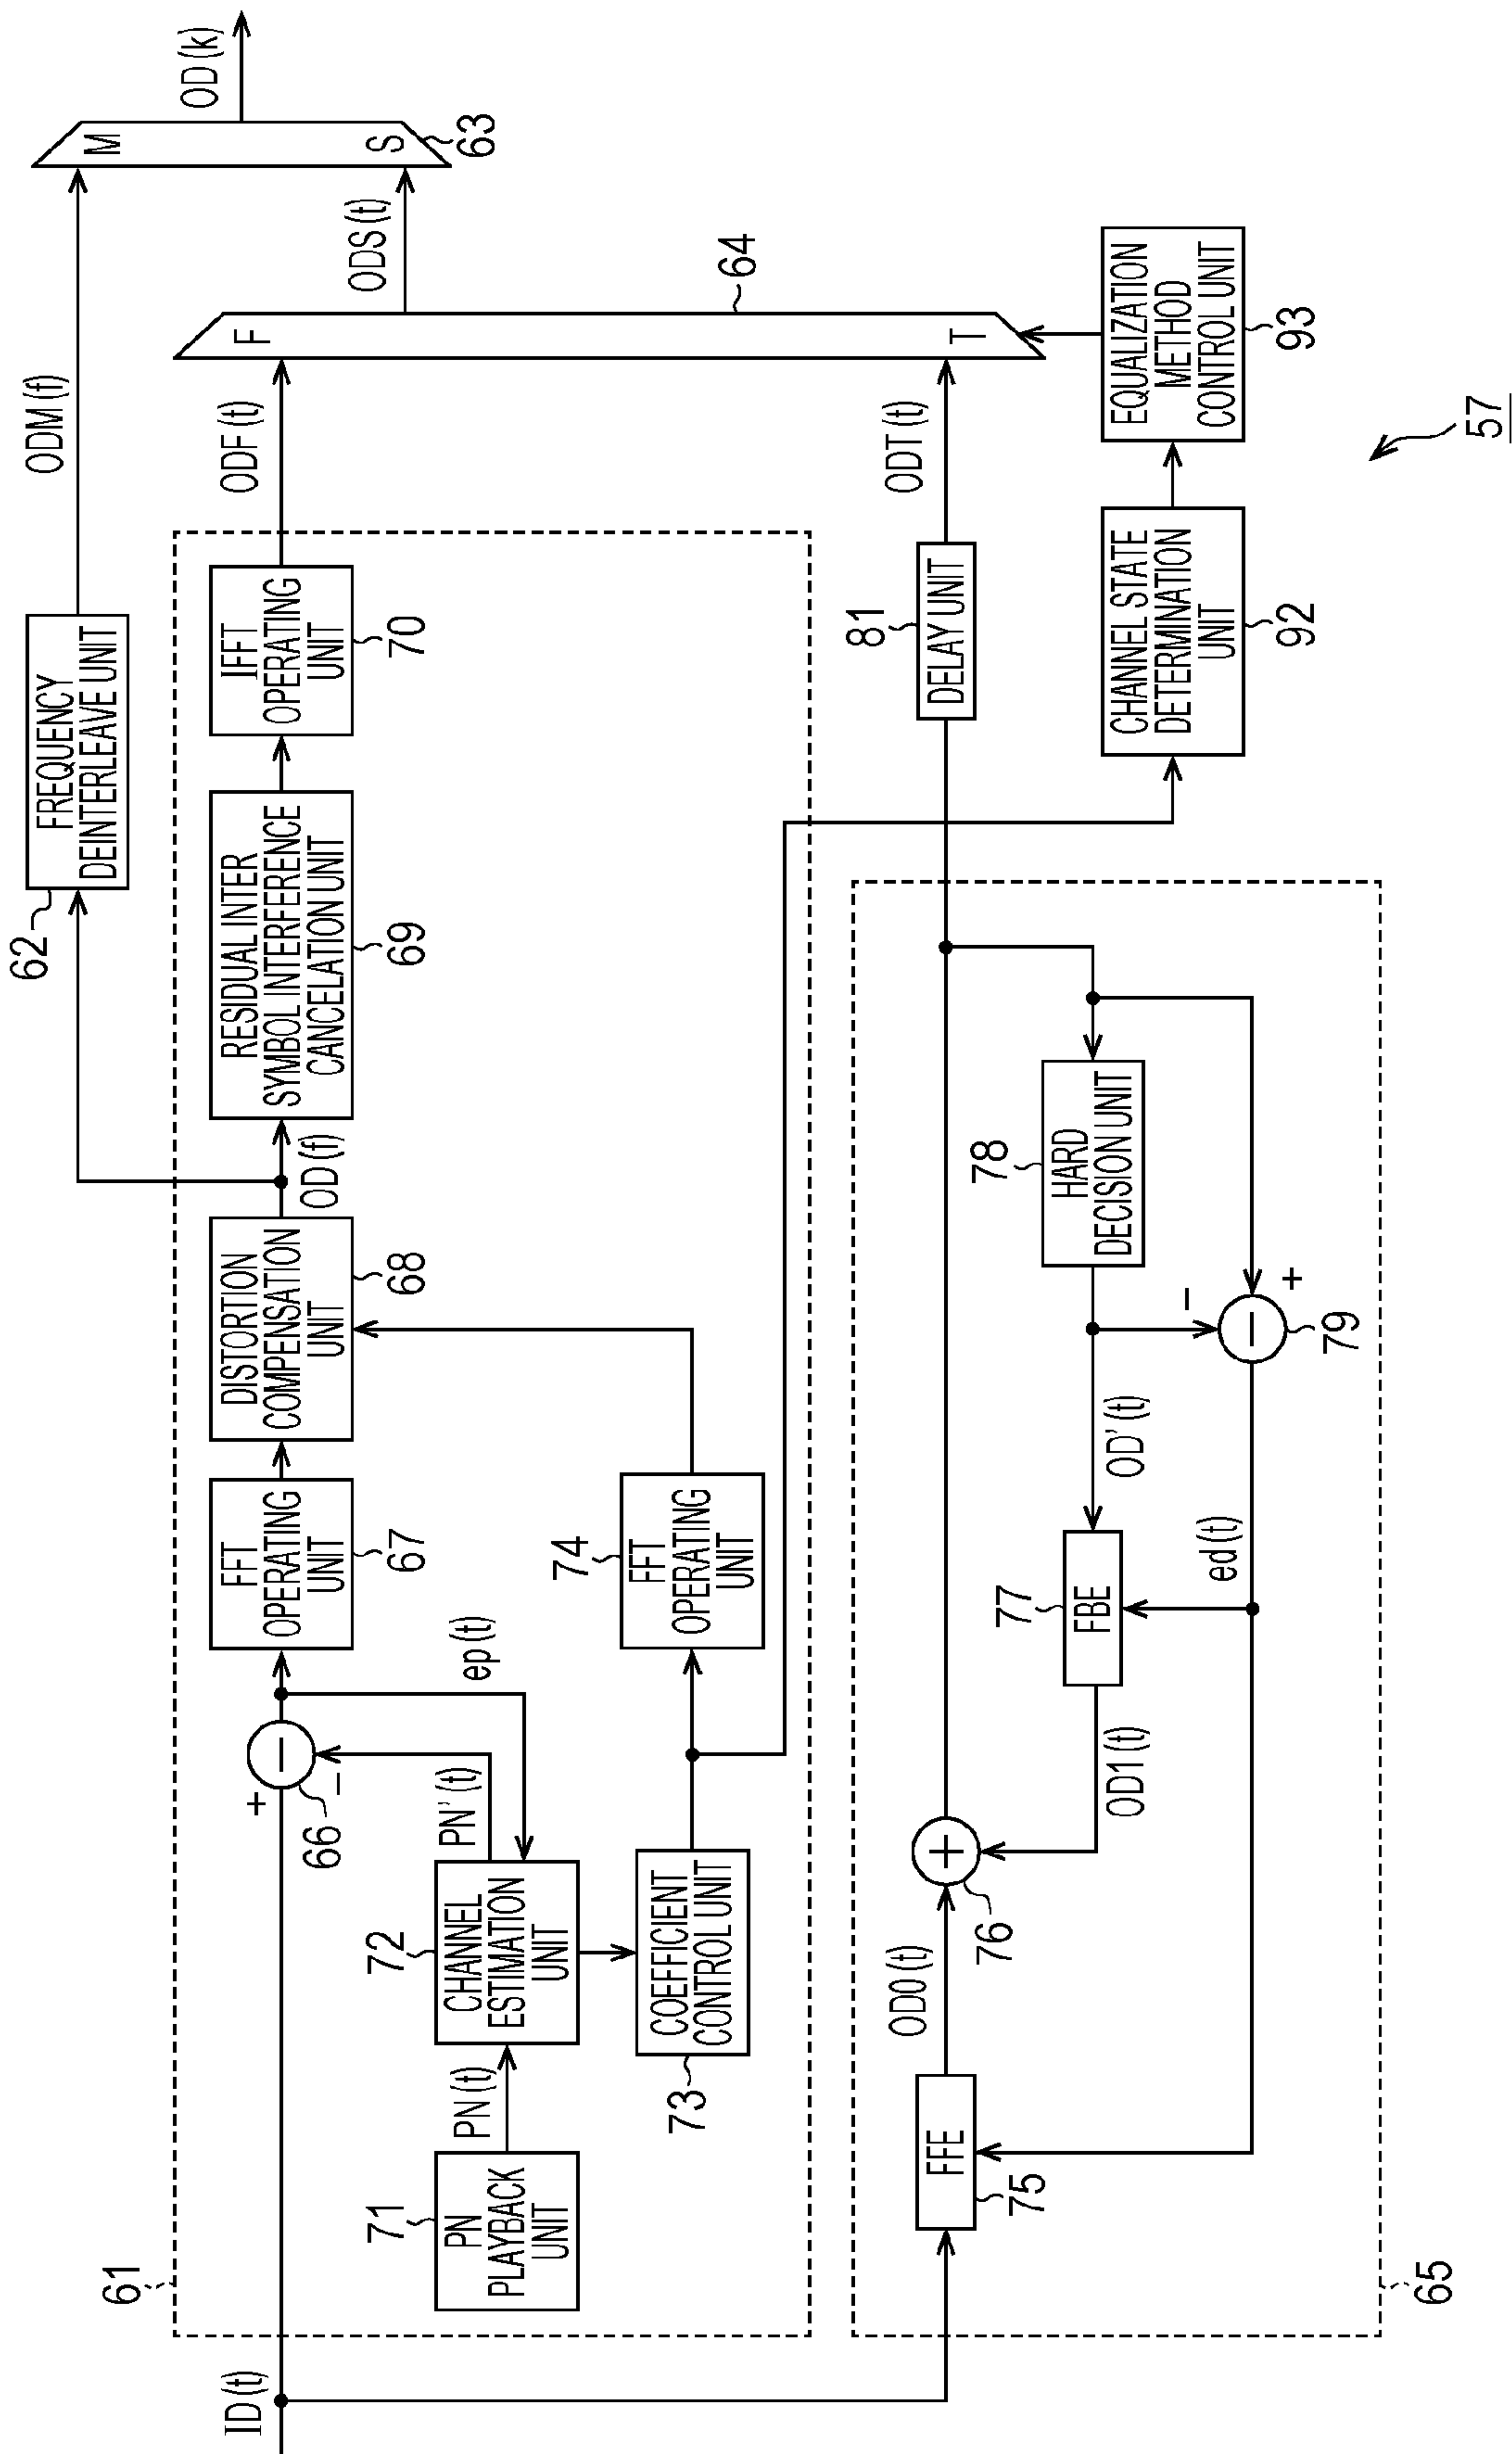 ID (t)
61
+
−
66
−
ep (t)
PN' (t)
FFT
OPERATING
UNIT
67
DISTORTION
COMPENSATION
UNIT
68
OD (f)
RESIDUAL INTER
SYMBOL INTERFERENCE
CANCELATION UNIT
69
IFFT
OPERATING
UNIT
70
62
FREQUENCY
DEINTERLEAVE UNIT
ODM (f)
ODF (t)
M
S
63
OD (k)
ODS (t)
F
T
64
71
PN
PLAYBACK
UNIT
PN (t)
72
CHANNEL
ESTIMATION
UNIT
73
COEFFICIENT
CONTROL UNIT
74
FFT
OPERATING
UNIT
65
FFE
75
OD0 (t)
+
76
OD1 (t)
77
FBE
OD' (t)
ed (t)
78
HARD
DECISION UNIT
−
+
−
79
81
DELAY UNIT
ODT (t)
CHANNEL STATE
DETERMINATION
UNIT
92
EQUALIZATION
METHOD
CONTROL UNIT
93
57